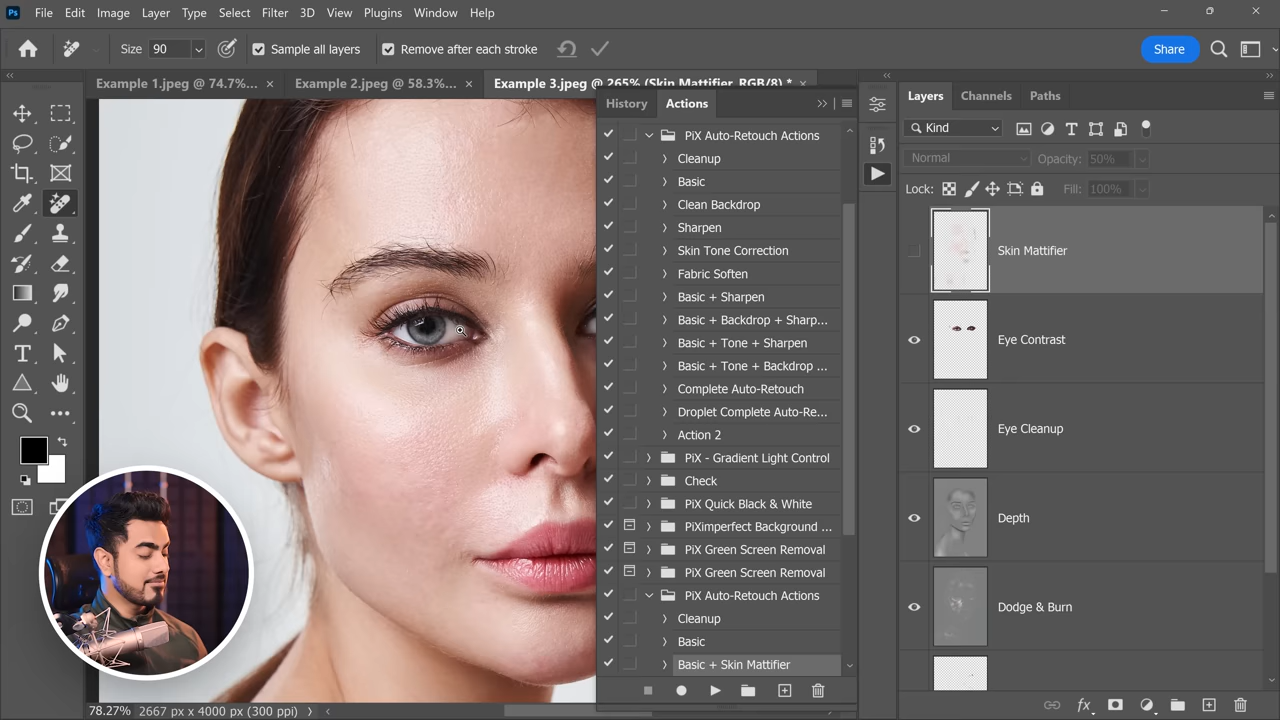 Ps File Edit Image Layer Type Select Filter 3D View Plugins Window Help
Size 90 Sample all layers Remove after each stroke Share
Example 1.jpeg @ 74.7%... × Example 2.jpeg @ 58.3%... × Example 3.jpeg @ 265% (Skin Mattifier, RGB/8) * ×
History Actions
PiX Auto-Retouch Actions
Cleanup
Basic
Clean Backdrop
Sharpen
Skin Tone Correction
Fabric Soften
Basic + Sharpen
Basic + Backdrop + Sharp...
Basic + Tone + Sharpen
Basic + Tone + Backdrop ...
Complete Auto-Retouch
Droplet Complete Auto-Re...
Action 2
PiX - Gradient Light Control
Check
PiX Quick Black & White
PiXimperfect Background ...
PiX Green Screen Removal
PiX Green Screen Removal
PiX Auto-Retouch Actions
Cleanup
Basic
Basic + Skin Mattifier
Layers Channels Paths
Kind
Normal Opacity: 50%
Lock: Fill: 100%
Skin Mattifier
Eye Contrast
Eye Cleanup
Depth
Dodge & Burn
fx
78.27% 2667 px x 4000 px (300 ppi)